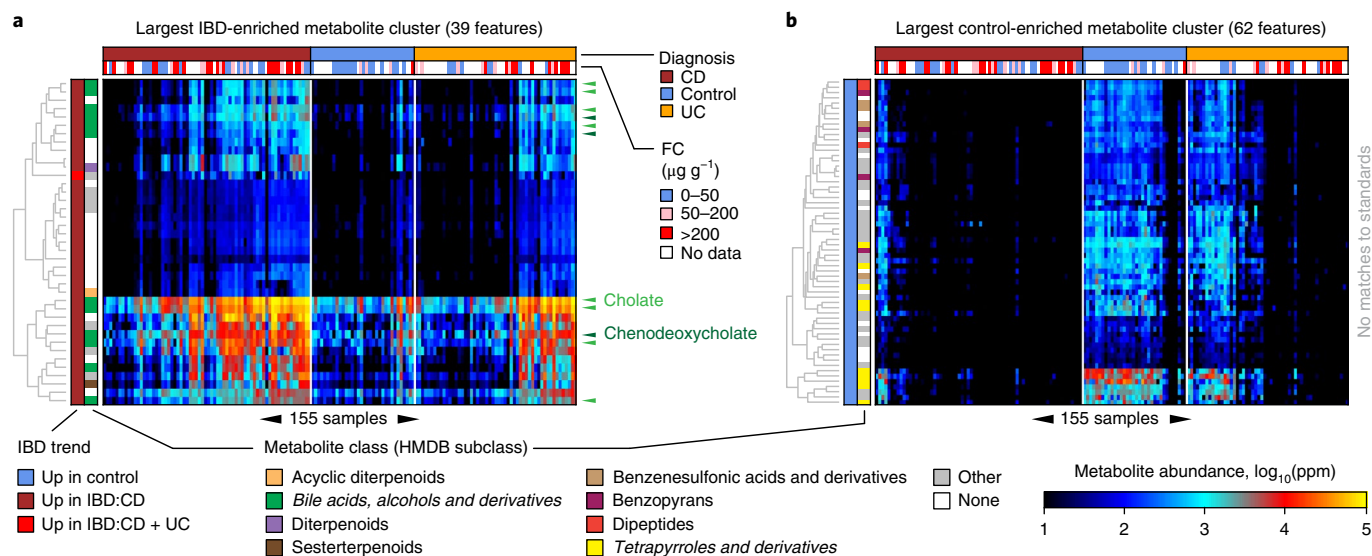 a
Largest IBD-enriched metabolite cluster (39 features)
Diagnosis
CD
Control
UC
FC
(μg g⁻¹)
0–50
50–200
>200
No data
Cholate
Chenodeoxycholate
155 samples
b
Largest control-enriched metabolite cluster (62 features)
No matches to standards
155 samples
IBD trend
Up in control
Up in IBD:CD
Up in IBD:CD + UC
Metabolite class (HMDB subclass)
Acyclic diterpenoids
Bile acids, alcohols and derivatives
Diterpenoids
Sesterterpenoids
Benzenesulfonic acids and derivatives
Benzopyrans
Dipeptides
Tetrapyrroles and derivatives
Other
None
Metabolite abundance, log₁₀(ppm)
1 2 3 4 5